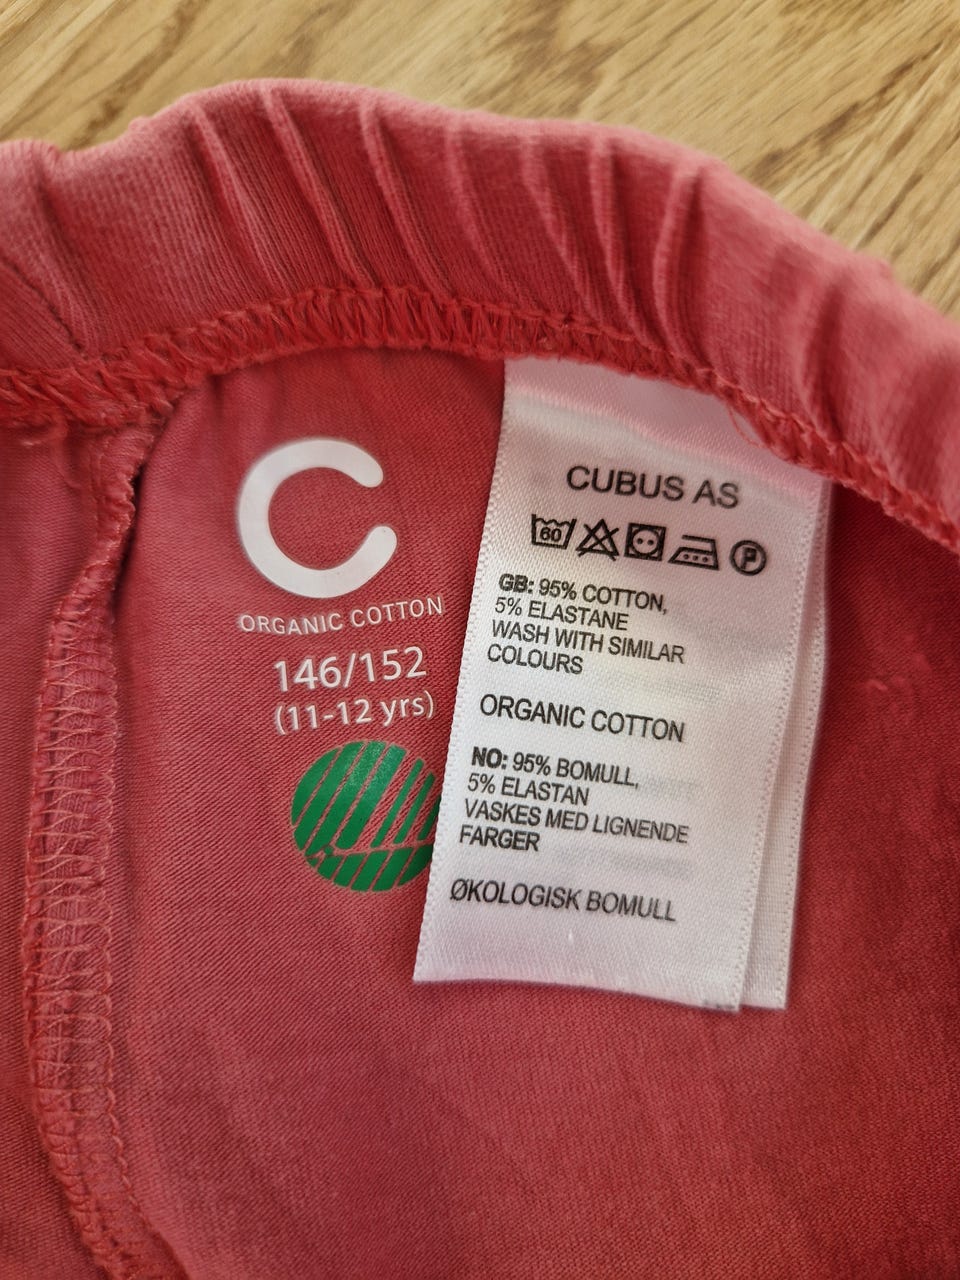 C
ORGANIC COTTON
146/152
(11-12 yrs)
CUBUS AS
60
P
GB: 95% COTTON,
5% ELASTANE
WASH WITH SIMILAR
COLOURS
ORGANIC COTTON
NO: 95% BOMULL,
5% ELASTAN
VASKES MED LIGNENDE
FARGER
ØKOLOGISK BOMULL